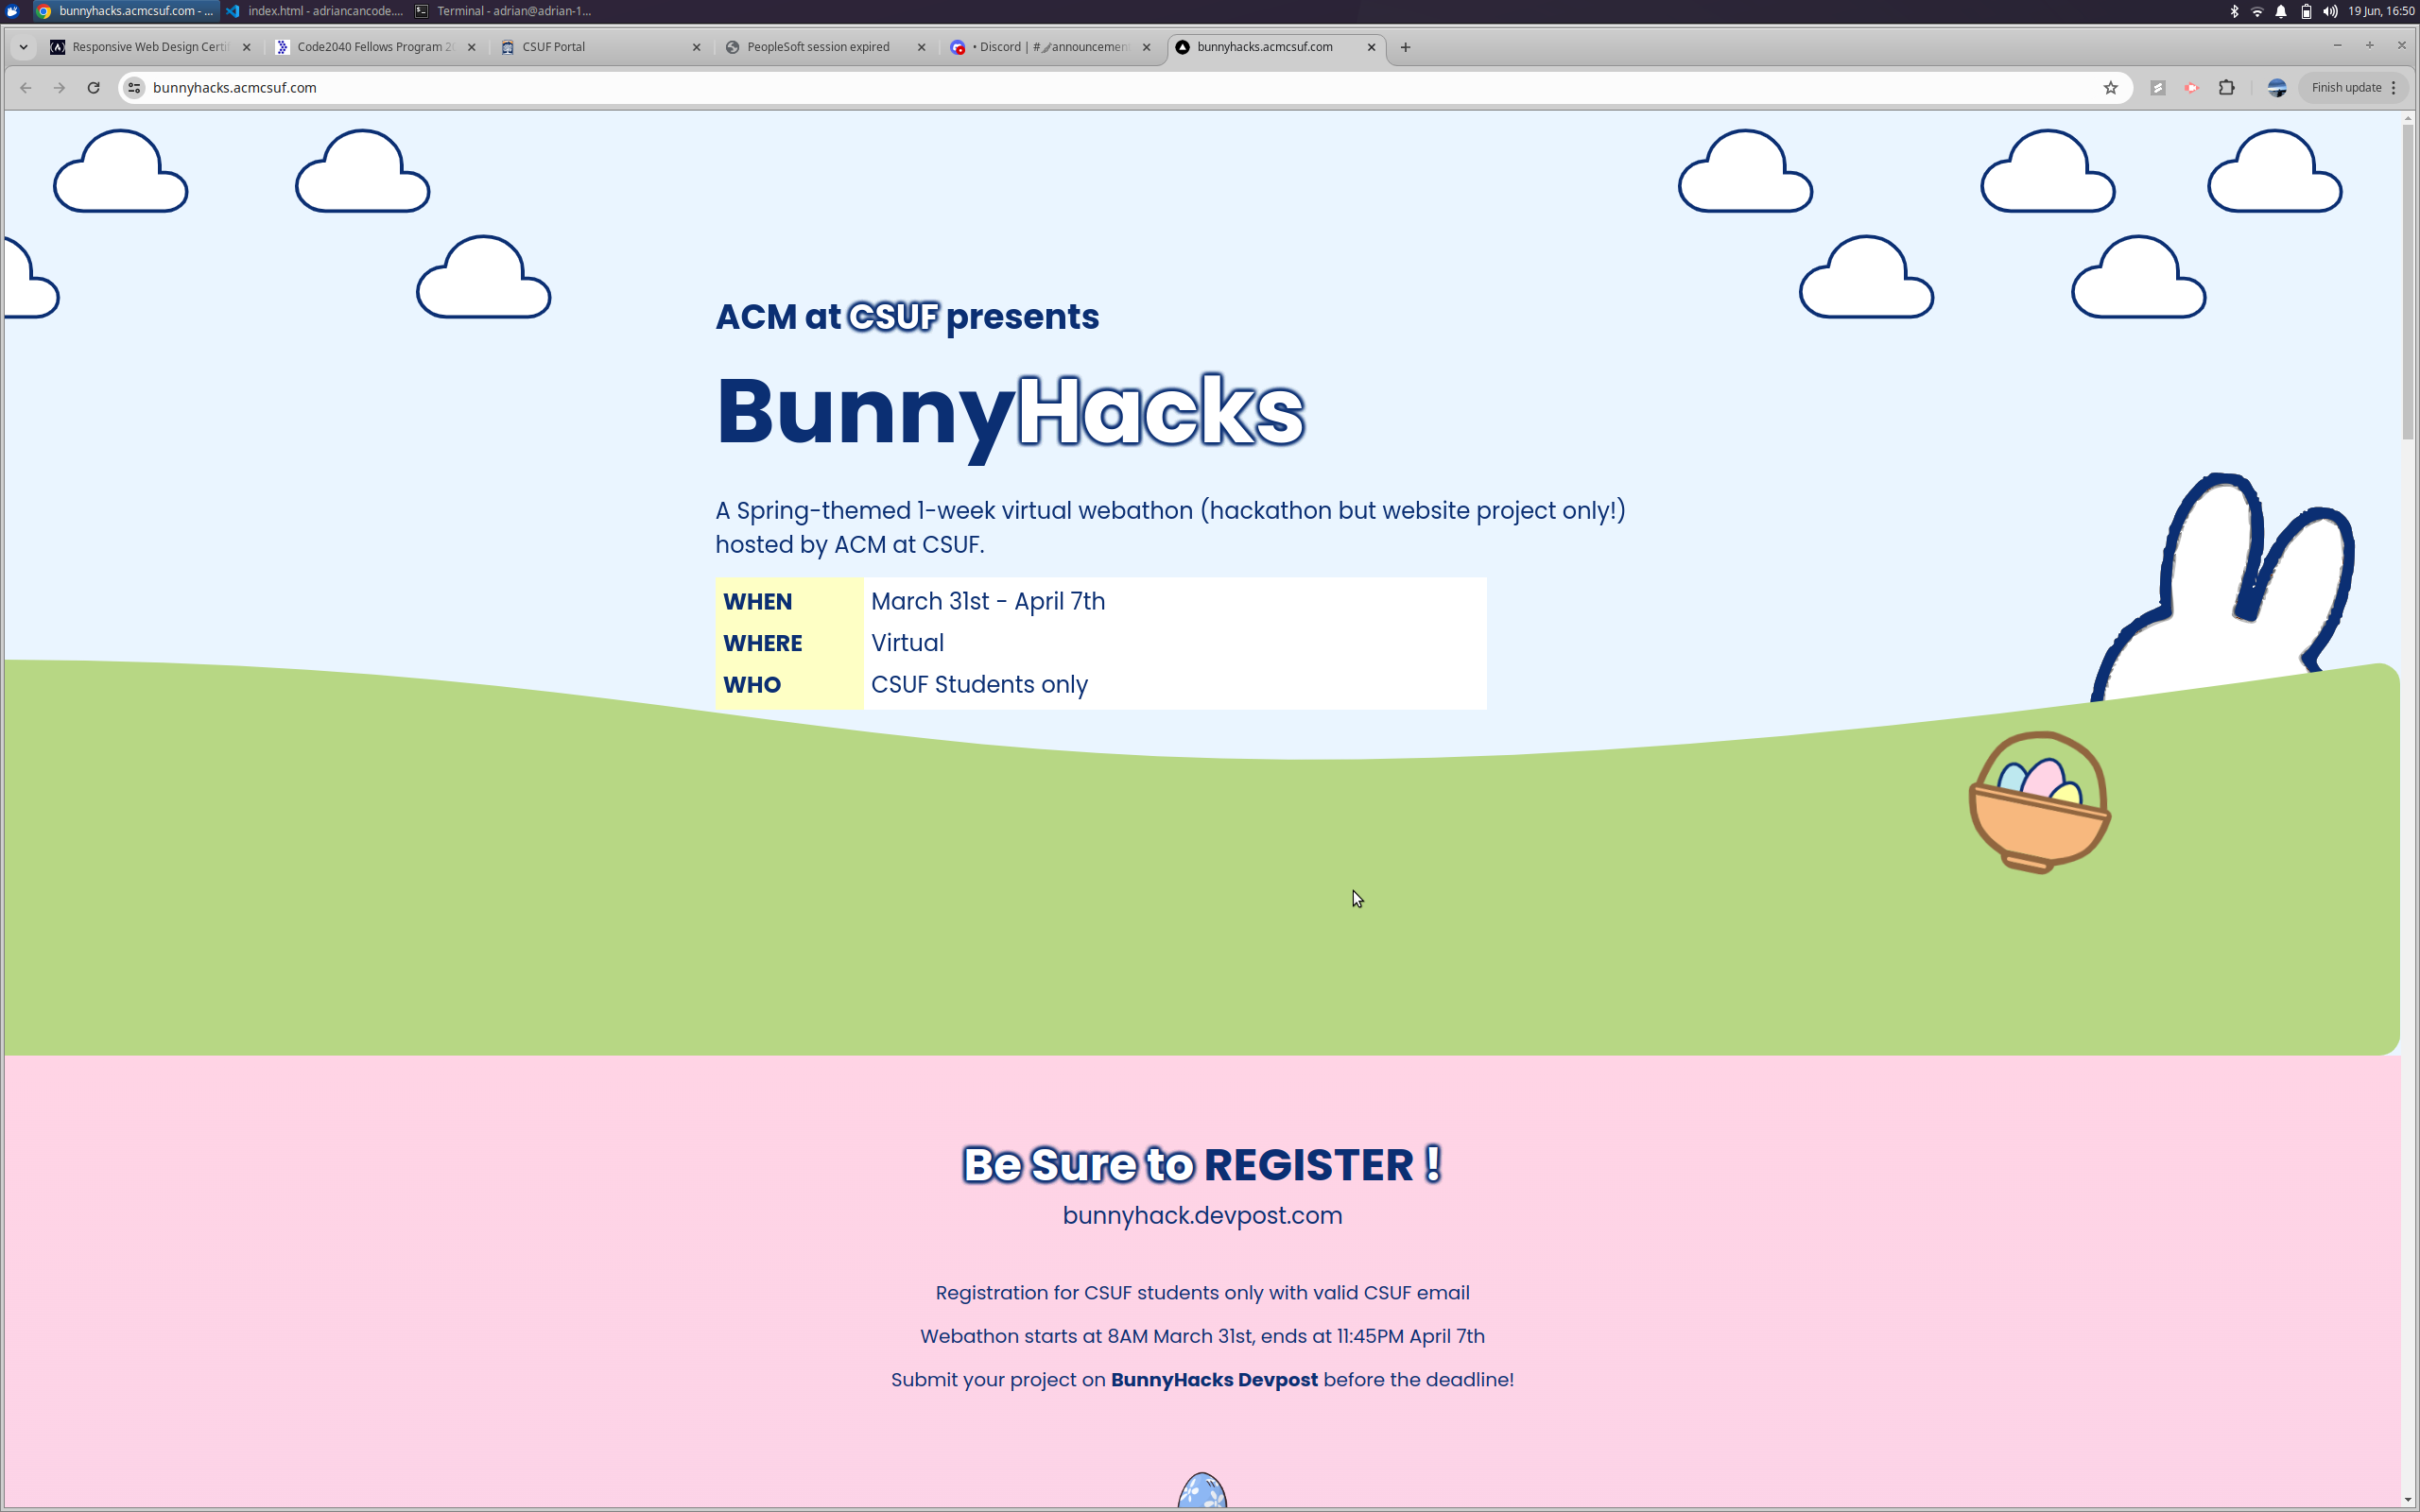 bunnyhacks.acmcsuf.com - ...
index.html - adriancancode....
Terminal - adrian@adrian-1...
19 Jun, 16:50
Responsive Web Design Certif
Code2040 Fellows Program 20
CSUF Portal
PeopleSoft session expired
• Discord | #announcemen
bunnyhacks.acmcsuf.com
bunnyhacks.acmcsuf.com
Finish update
ACM at CSUF presents
BunnyHacks
A Spring-themed 1-week virtual webathon (hackathon but website project only!)
hosted by ACM at CSUF.
WHEN March 31st - April 7th
WHERE Virtual
WHO CSUF Students only
Be Sure to REGISTER !
bunnyhack.devpost.com
Registration for CSUF students only with valid CSUF email
Webathon starts at 8AM March 31st, ends at 11:45PM April 7th
Submit your project on BunnyHacks Devpost before the deadline!